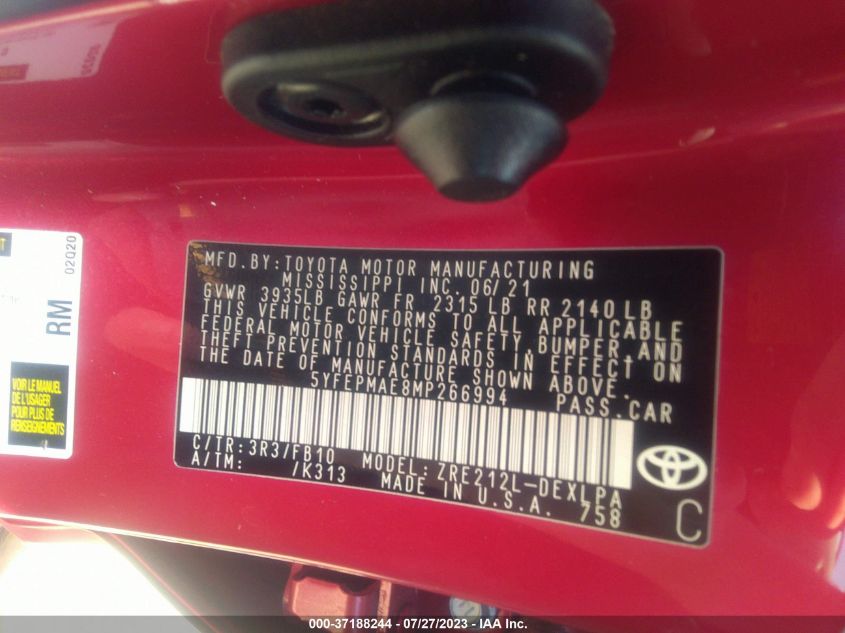 MFD.BY:TOYOTA MOTOR MANUFACTURING
MISSISSIPPI INC. 06/21
GVWR 3935LB GAWR FR 2315 LB RR 2140 LB
THIS VEHICLE CONFORMS TO ALL APPLICABLE
FEDERAL MOTOR VEHICLE SAFETY,BUMPER,AND
THEFT PREVENTION STANDARDS IN EFFECT ON
THE DATE OF MANUFACTURE SHOWN ABOVE.
5YFEPMAE8MP266994 PASS.CAR
C/TR:3R3/FB10 MODEL:ZRE212L-DEXLPA
A/TM: /K313 MADE IN U.S.A. 758
C
02Q20
RM
VOIR LE MANUEL
DE L'USAGER
POUR PLUS DE
RENSEIGNEMENTS
000-37188244 - 07/27/2023 - IAA Inc.